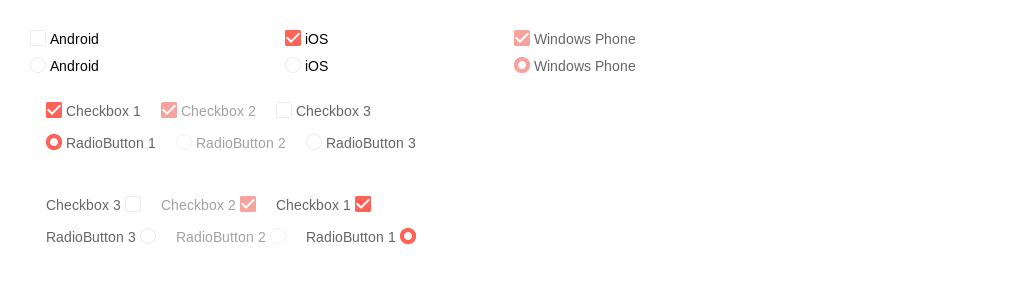 Android iOS Windows Phone
Android iOS Windows Phone
Checkbox 1 Checkbox 2 Checkbox 3
RadioButton 1 RadioButton 2 RadioButton 3
Checkbox 3 Checkbox 2 Checkbox 1
RadioButton 3 RadioButton 2 RadioButton 1